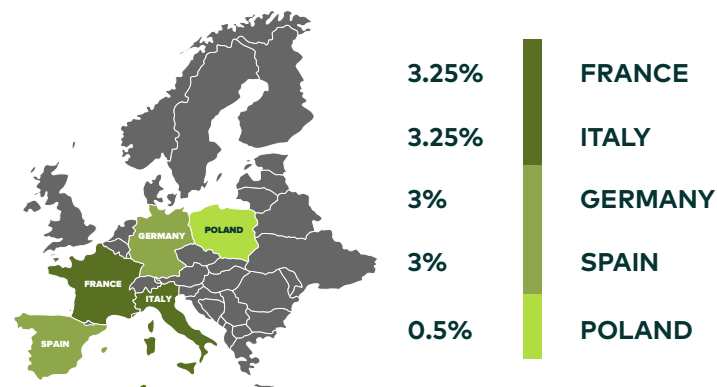 GERMANY
POLAND
FRANCE
ITALY
SPAIN
3.25% FRANCE
3.25% ITALY
3% GERMANY
3% SPAIN
0.5% POLAND